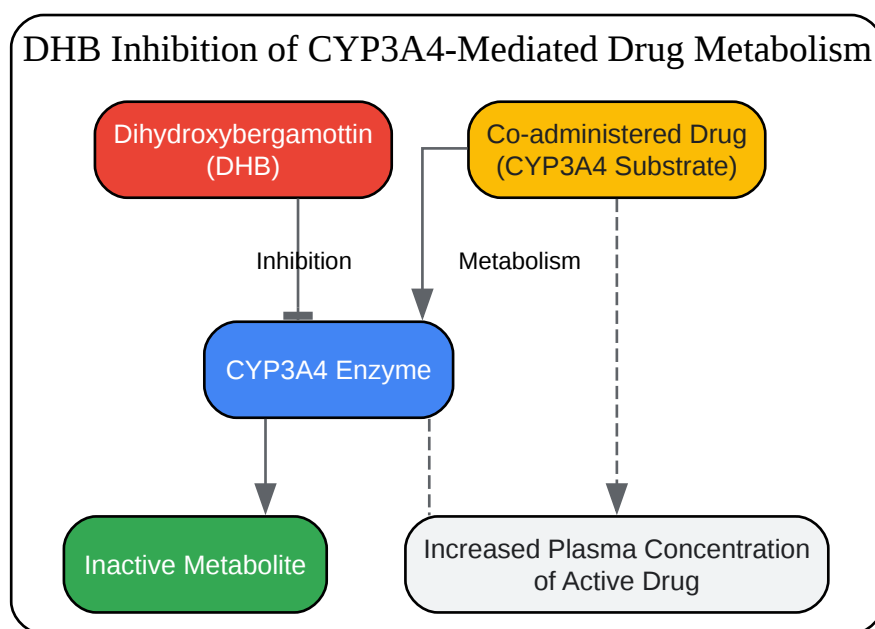 DHB Inhibition of CYP3A4-Mediated Drug Metabolism
Dihydroxybergamottin
(DHB)
Co-administered Drug
(CYP3A4 Substrate)
Inhibition
Metabolism
CYP3A4 Enzyme
Inactive Metabolite
Increased Plasma Concentration
of Active Drug